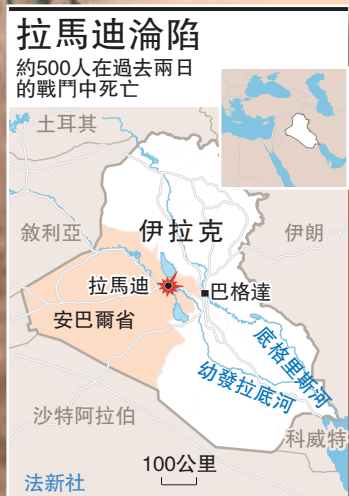 拉馬迪淪陷
約500人在過去兩日
的戰鬥中死亡
土耳其
敘利亞
伊拉克
伊朗
拉馬迪
巴格達
安巴爾省
底格里斯河
幼發拉底河
沙特阿拉伯
科威特
100公里
法新社